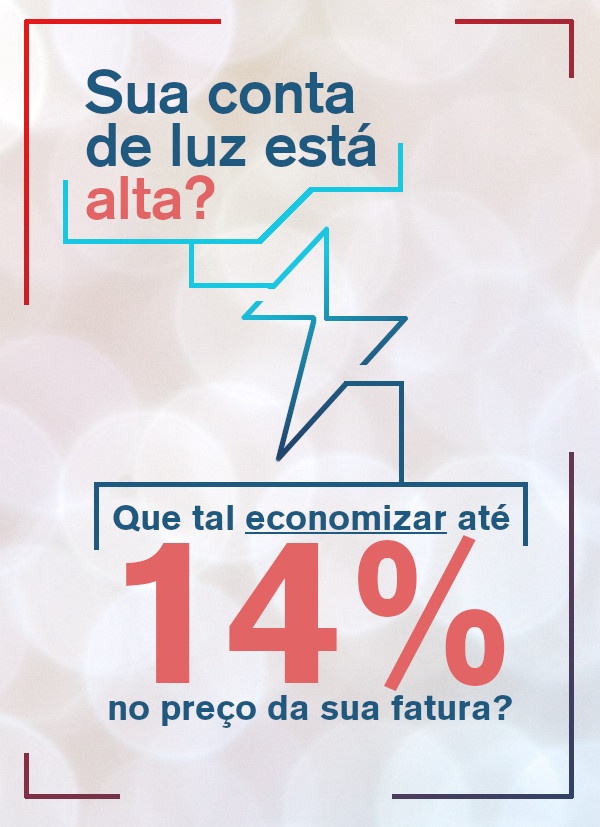 Sua conta
de luz está
alta?
Que tal economizar até
14%
no preço da sua fatura?